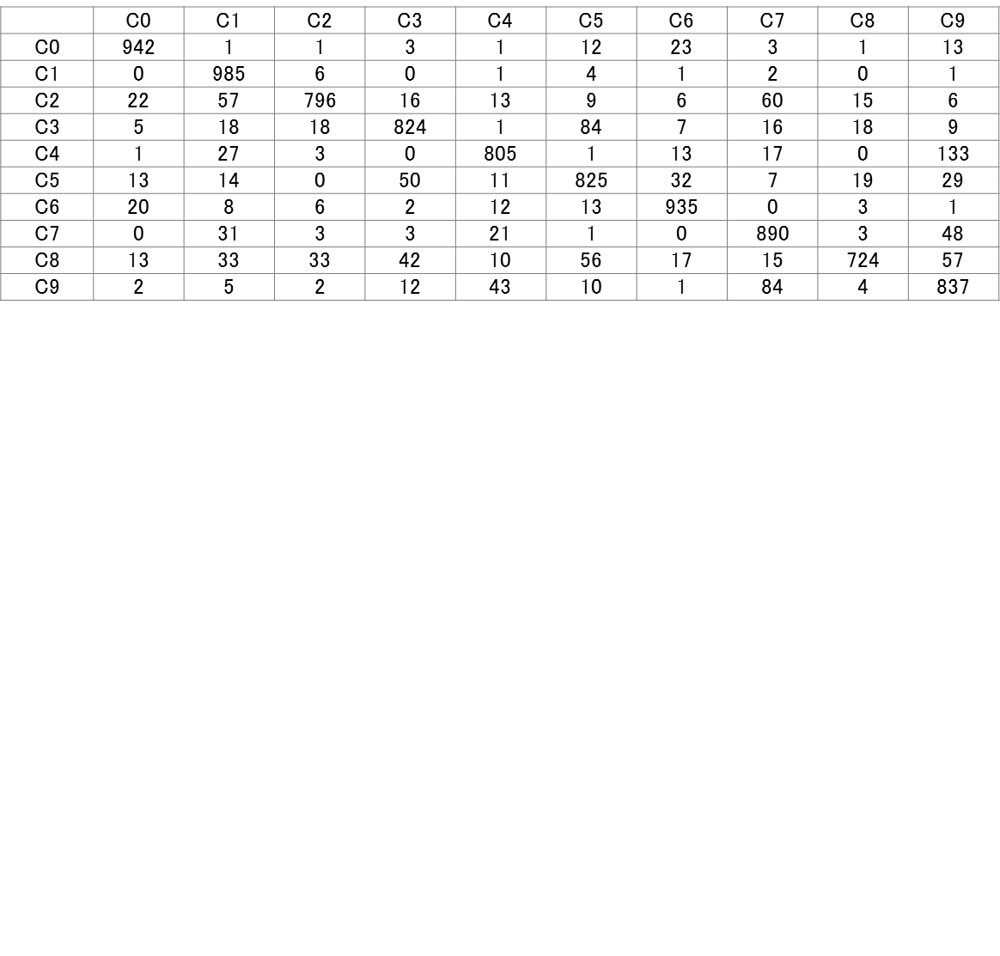 C0 C1 C2 C3 C4 C5 C6 C7 C8 C9
C0 942 1 1 3 1 12 23 3 1 13
C1 0 985 6 0 1 4 1 2 0 1
C2 22 57 796 16 13 9 6 60 15 6
C3 5 18 18 824 1 84 7 16 18 9
C4 1 27 3 0 805 1 13 17 0 133
C5 13 14 0 50 11 825 32 7 19 29
C6 20 8 6 2 12 13 935 0 3 1
C7 0 31 3 3 21 1 0 890 3 48
C8 13 33 33 42 10 56 17 15 724 57
C9 2 5 2 12 43 10 1 84 4 837